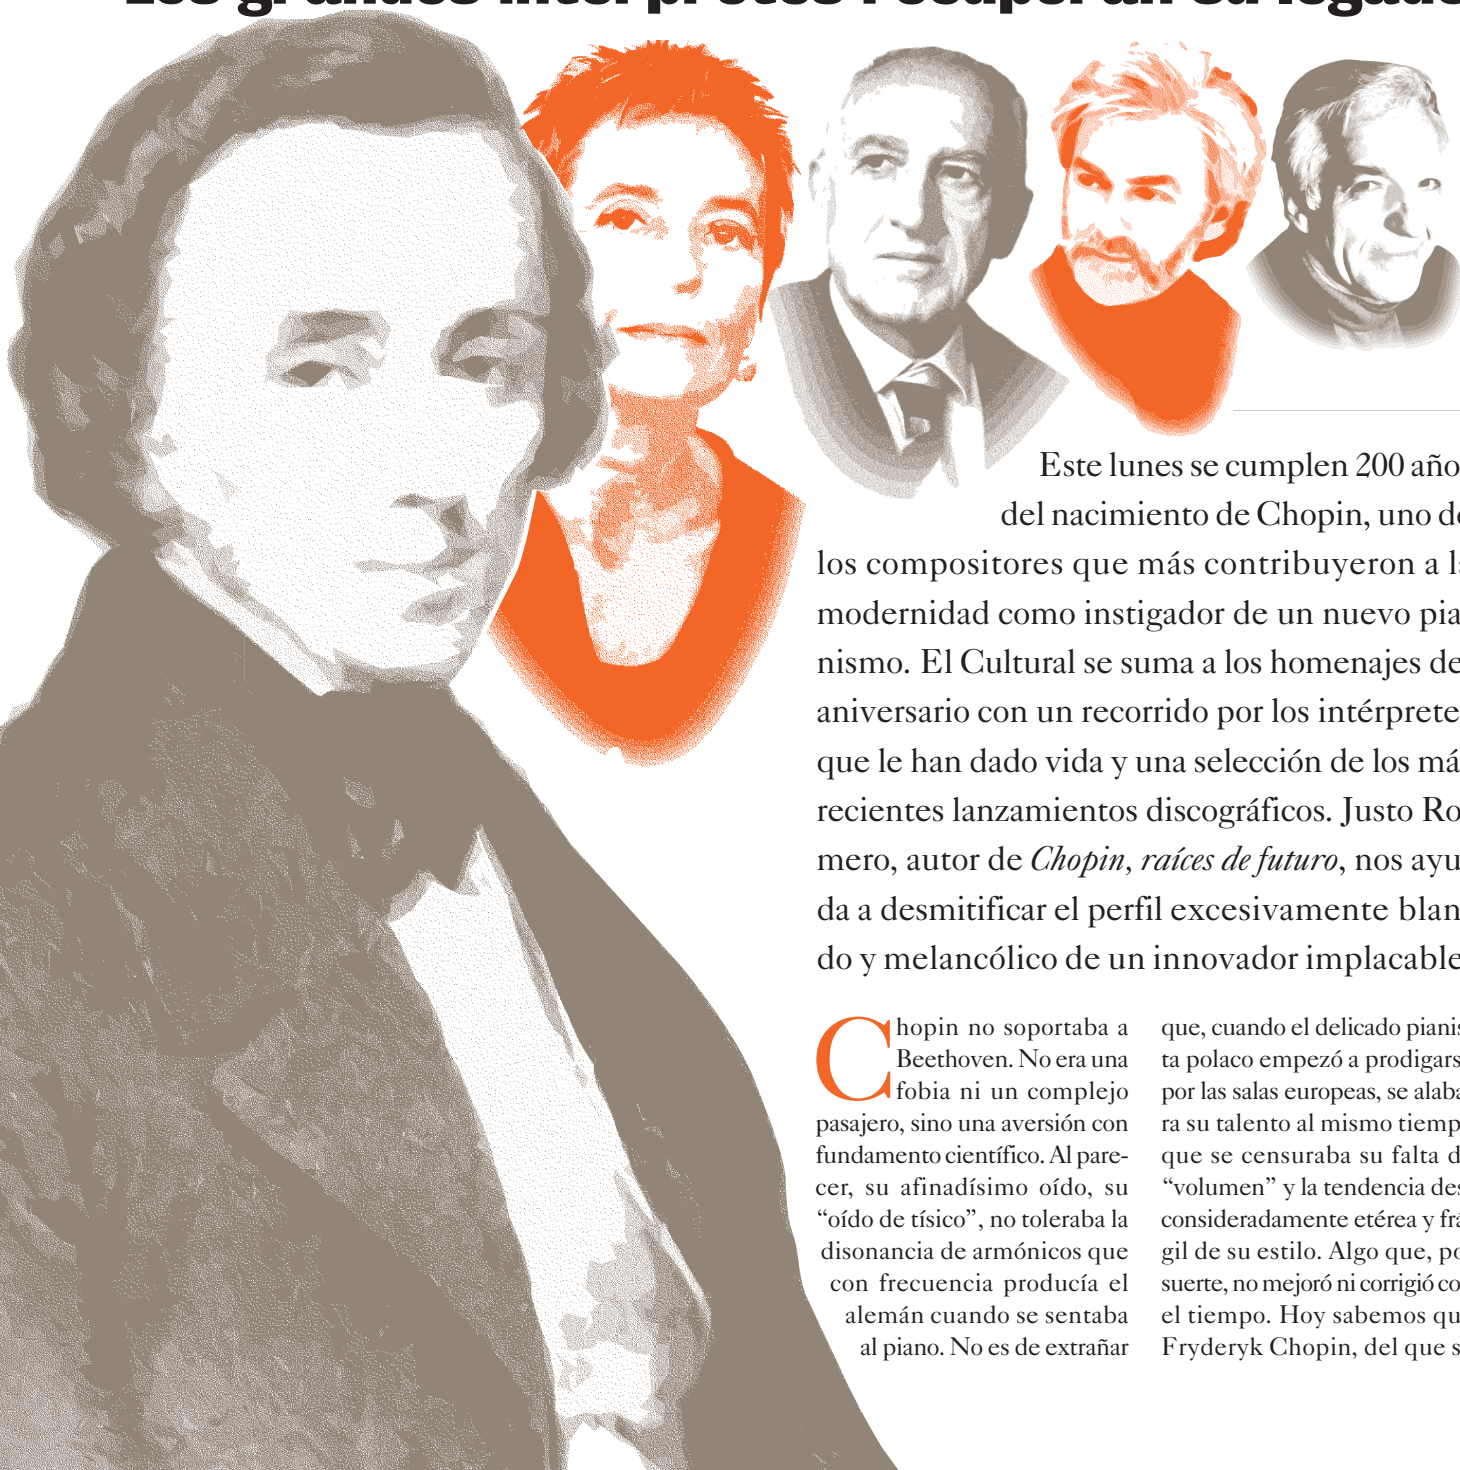 Los grandes intérpretes recuperan su legado
Este lunes se cumplen 200 año
del nacimiento de Chopin, uno de
los compositores que más contribuyeron a la
modernidad como instigador de un nuevo pia
nismo. El Cultural se suma a los homenajes de
aniversario con un recorrido por los intérprete
que le han dado vida y una selección de los má
recientes lanzamientos discográficos. Justo Ro
mero, autor de Chopin, raíces de futuro, nos ayu
da a desmitificar el perfil excesivamente blan
do y melancólico de un innovador implacable
Chopin no soportaba a
Beethoven. No era una
fobia ni un complejo
pasajero, sino una aversión con
fundamento científico. Al pare-
cer, su afinadísimo oído, su
“oído de tísico”, no toleraba la
disonancia de armónicos que
con frecuencia producía el
alemán cuando se sentaba
al piano. No es de extrañar
que, cuando el delicado pianis
ta polaco empezó a prodigars
por las salas europeas, se alaba
ra su talento al mismo tiemp
que se censuraba su falta d
“volumen” y la tendencia des
consideradamente etérea y frá
gil de su estilo. Algo que, po
suerte, no mejoró ni corrigió co
el tiempo. Hoy sabemos qu
Fryderyk Chopin, del que s